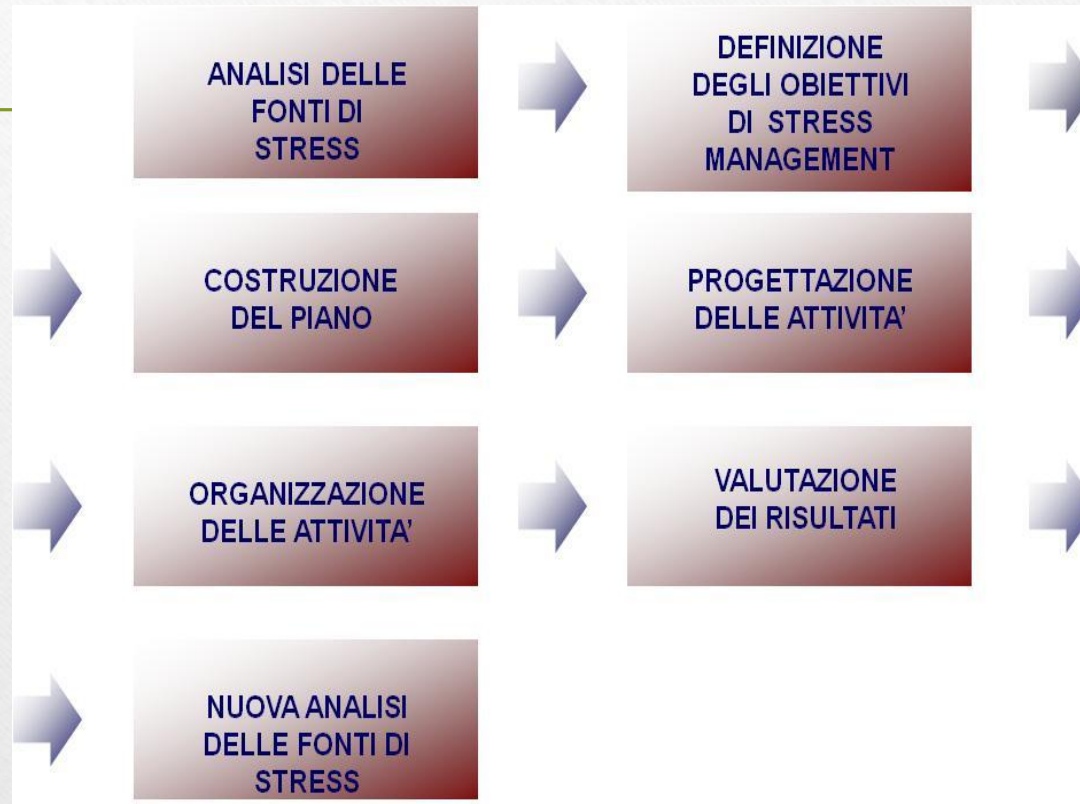 ANALISI DELLE
FONTI DI
STRESS
DEFINIZIONE
DEGLI OBIETTIVI
DI STRESS
MANAGEMENT
COSTRUZIONE
DEL PIANO
PROGETTAZIONE
DELLE ATTIVITA'
ORGANIZZAZIONE
DELLE ATTIVITA'
VALUTAZIONE
DEI RISULTATI
NUOVA ANALISI
DELLE FONTI DI
STRESS